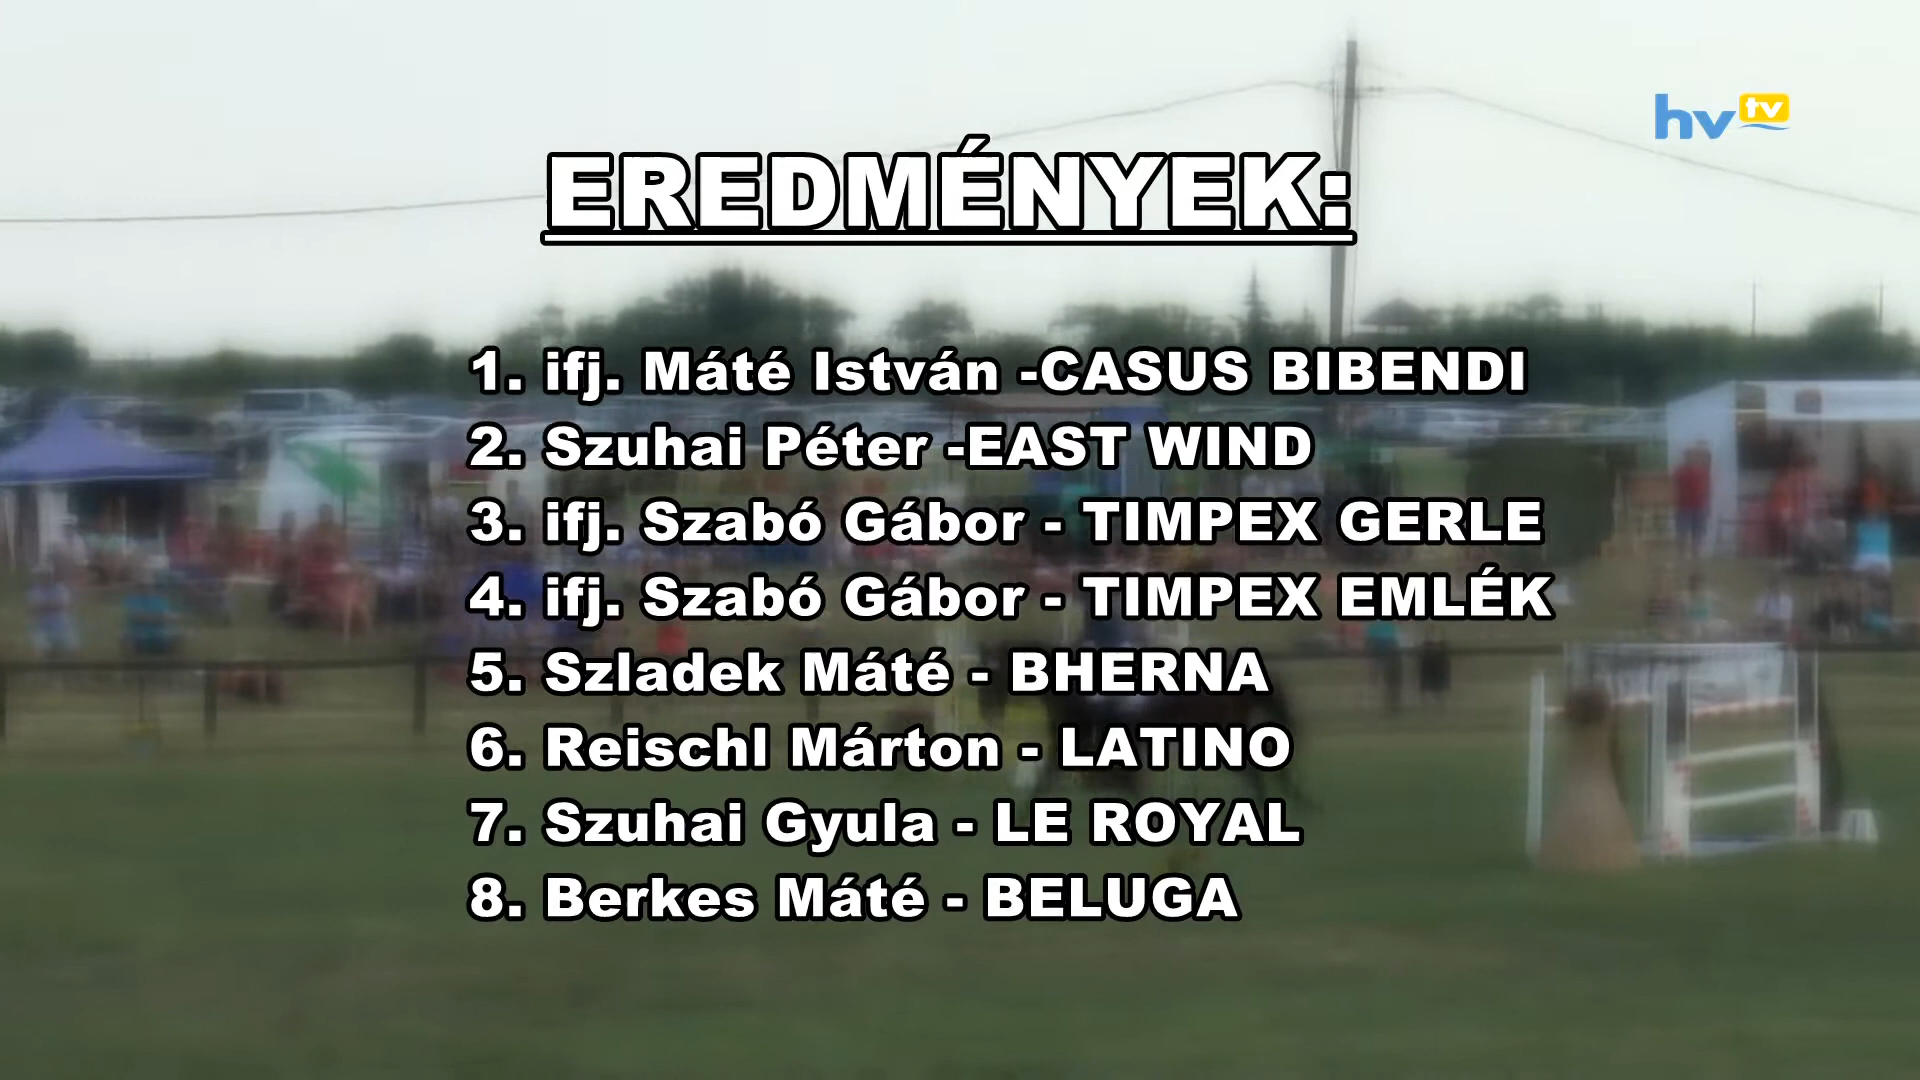 hv tv
EREDMÉNYEK:
1. ifj. Máté István -CASUS BIBENDI
2. Szuhai Péter -EAST WIND
3. ifj. Szabó Gábor - TIMPEX GERLE
4. ifj. Szabó Gábor - TIMPEX EMLÉK
5. Szladek Máté - BHERNA
6. Reischl Márton - LATINO
7. Szuhai Gyula - LE ROYAL
8. Berkes Máté - BELUGA